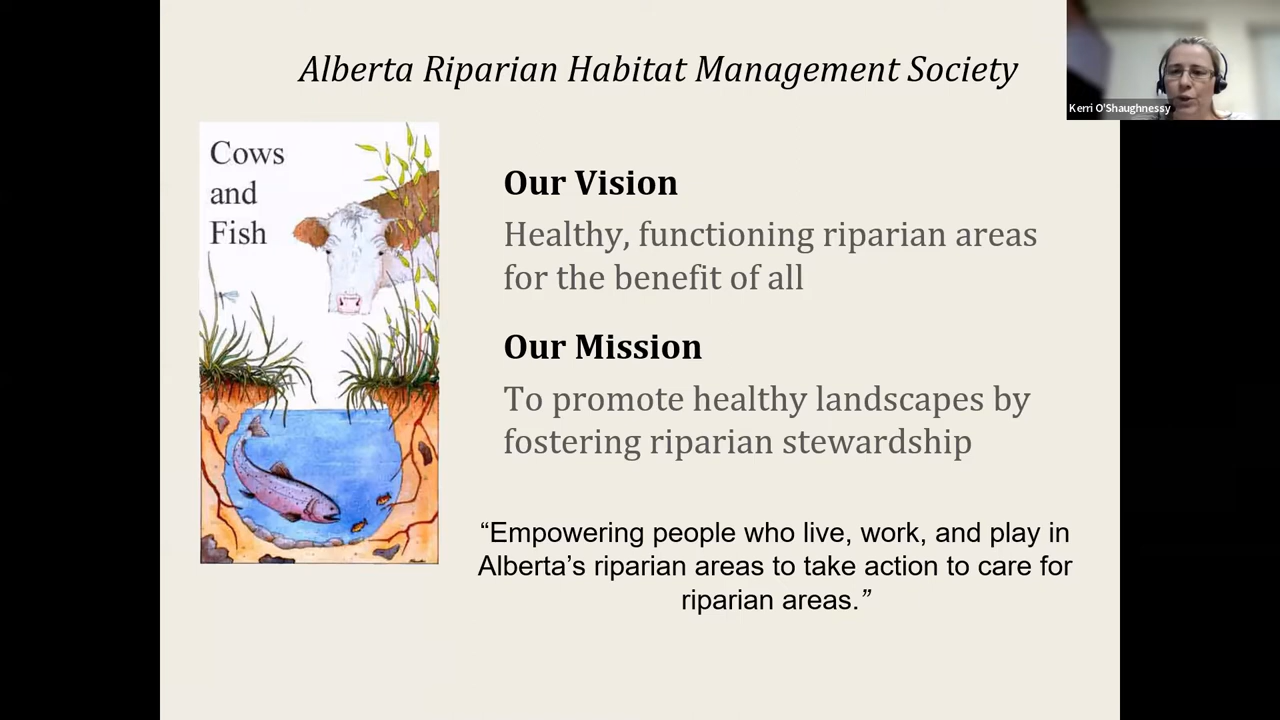 Alberta Riparian Habitat Management Society
Kerri O'Shaughnessy
Cows
and
Fish
Our Vision
Healthy, functioning riparian areas
for the benefit of all
Our Mission
To promote healthy landscapes by
fostering riparian stewardship
“Empowering people who live, work, and play in
Alberta’s riparian areas to take action to care for
riparian areas.”